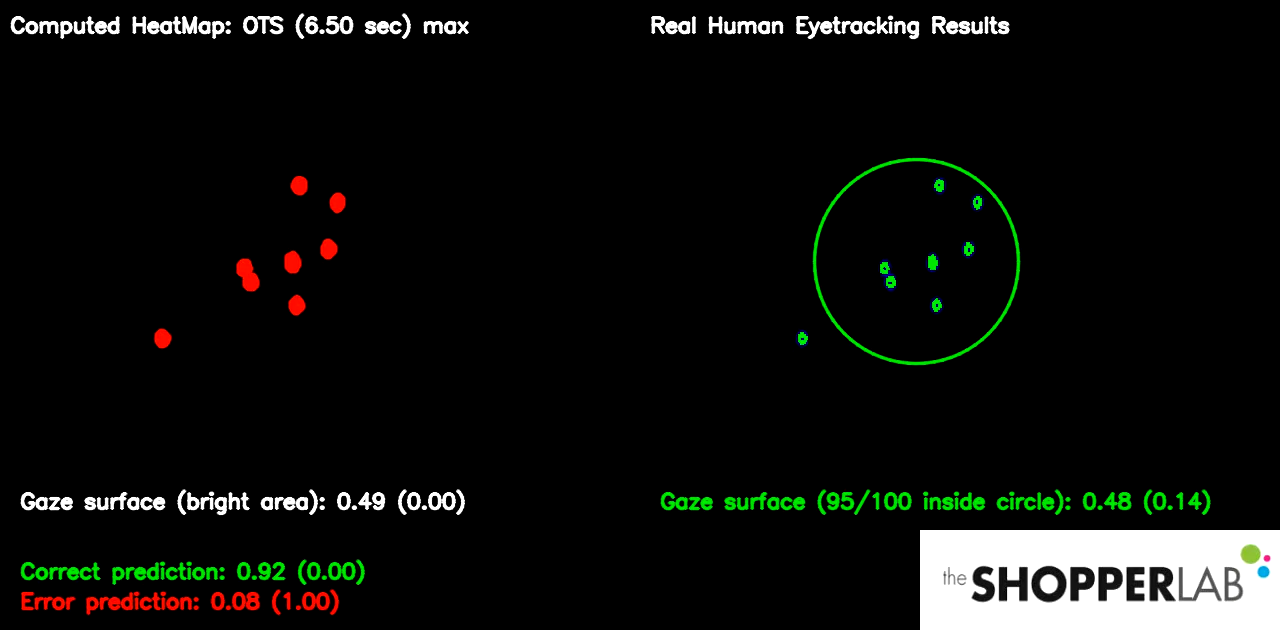 Computed HeatMap: OTS (6.50 sec) max
Real Human Eyetracking Results
Gaze surface (bright area): 0.49 (0.00)
Gaze surface (95/100 inside circle): 0.48 (0.14)
Correct prediction: 0.92 (0.00)
Error prediction: 0.08 (1.00)
the SHOPPERLAB